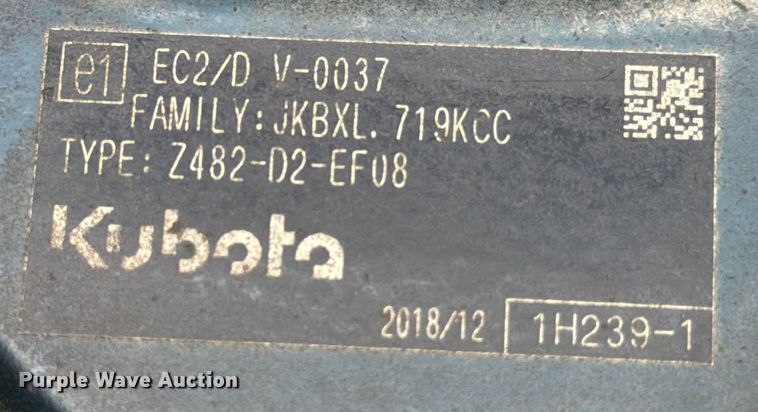 e1 EC2/D V-0037
FAMILY: JKBXL. 719KCC
TYPE: Z482-D2-EF08
Kubota
2018/12 1H239-1
Purple Wave Auction